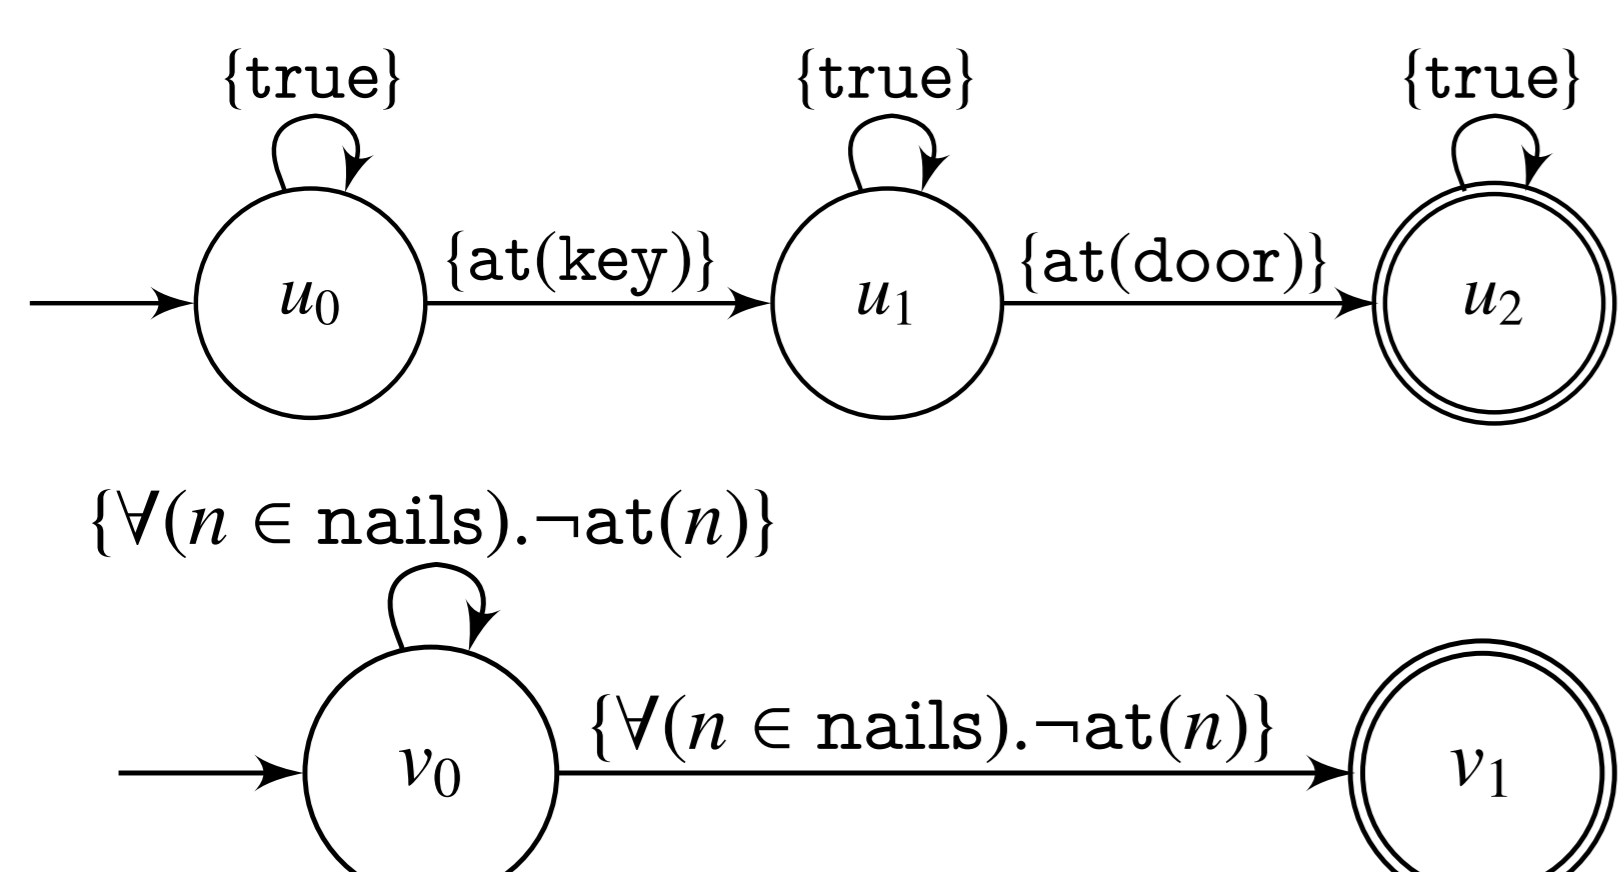 {true} {true} {true}
{at(key)} {at(door)}
u₀ u₁ u₂
{∀(n ∈ nails).¬at(n)}
{∀(n ∈ nails).¬at(n)}
v₀ v₁